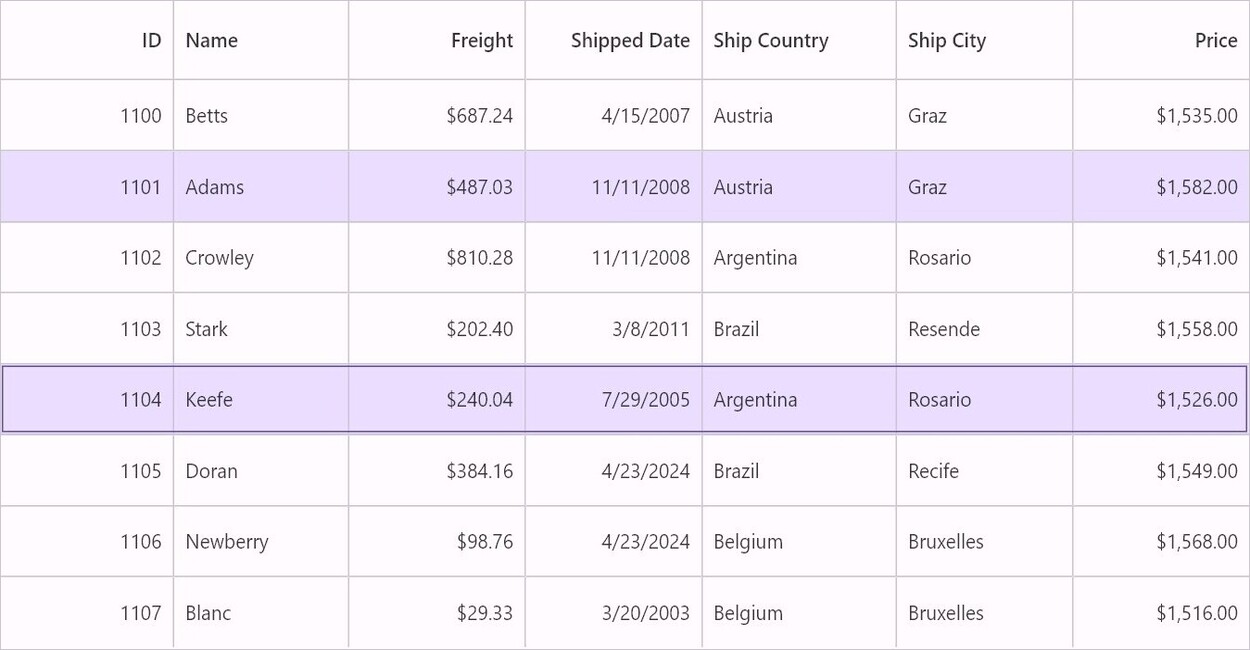 ID Name Freight Shipped Date Ship Country Ship City Price
1100 Betts $687.24 4/15/2007 Austria Graz $1,535.00
1101 Adams $487.03 11/11/2008 Austria Graz $1,582.00
1102 Crowley $810.28 11/11/2008 Argentina Rosario $1,541.00
1103 Stark $202.40 3/8/2011 Brazil Resende $1,558.00
1104 Keefe $240.04 7/29/2005 Argentina Rosario $1,526.00
1105 Doran $384.16 4/23/2024 Brazil Recife $1,549.00
1106 Newberry $98.76 4/23/2024 Belgium Bruxelles $1,568.00
1107 Blanc $29.33 3/20/2003 Belgium Bruxelles $1,516.00